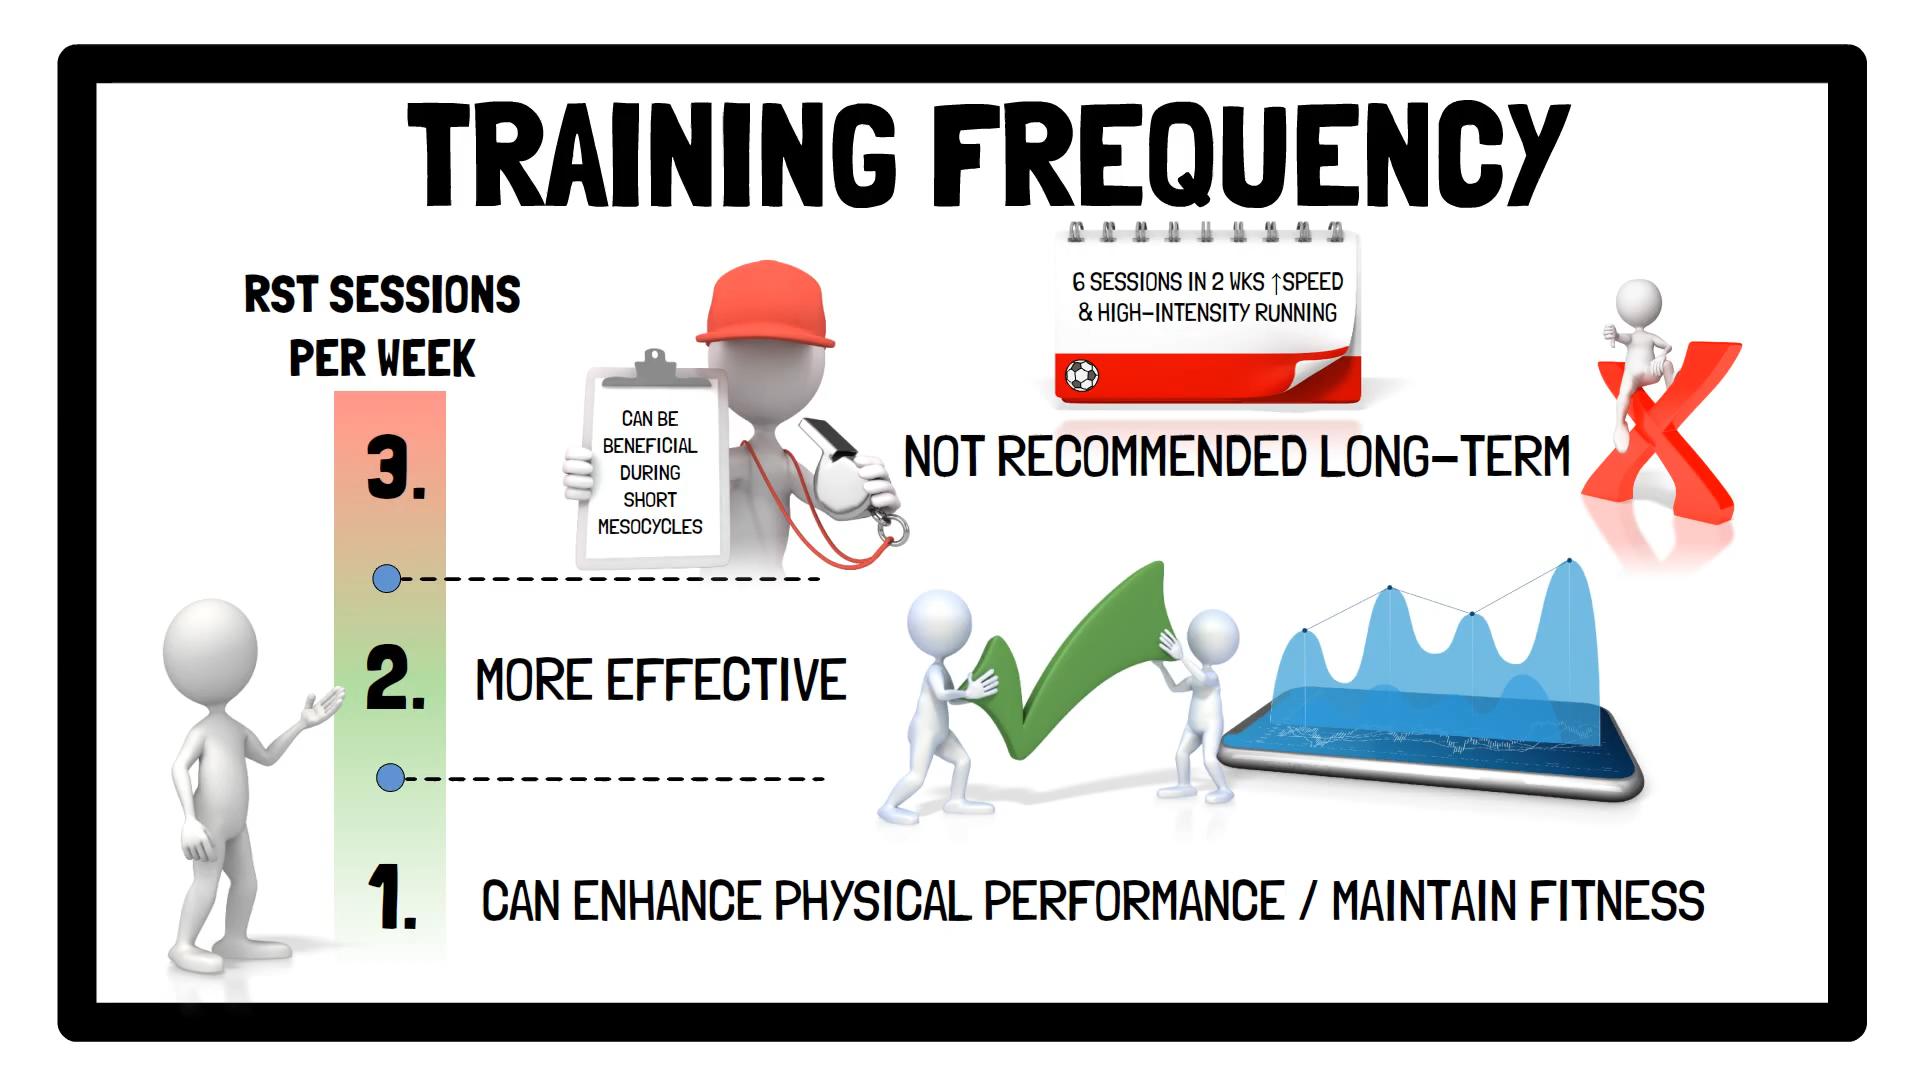 TRAINING FREQUENCY
RST SESSIONS
PER WEEK
3.
CAN BE
BENEFICIAL
DURING
SHORT
MESOCYCLES
6 SESSIONS IN 2 WKS ↑SPEED
& HIGH-INTENSITY RUNNING
NOT RECOMMENDED LONG-TERM
2.
MORE EFFECTIVE
1.
CAN ENHANCE PHYSICAL PERFORMANCE / MAINTAIN FITNESS